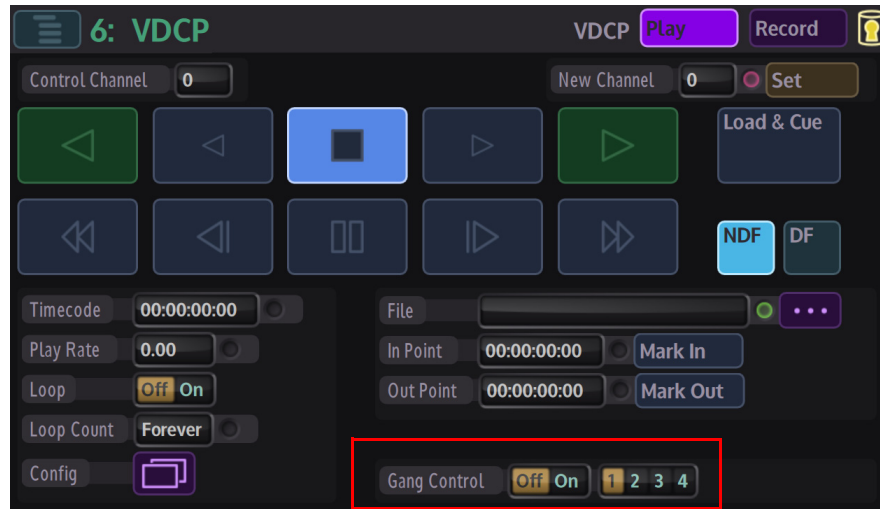 6: VDCP
VDCP Play Record
Control Channel 0
New Channel 0 Set
Load & Cue
NDF DF
Timecode 00:00:00:00
Play Rate 0.00
Loop Off On
Loop Count Forever
Config
File
In Point 00:00:00:00 Mark In
Out Point 00:00:00:00 Mark Out
Gang Control Off On 1 2 3 4